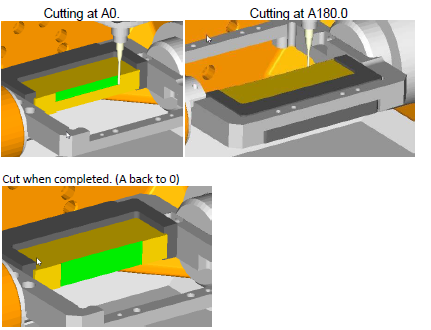 Cutting at A0.
Cutting at A180.0
Cut when completed. (A back to 0)